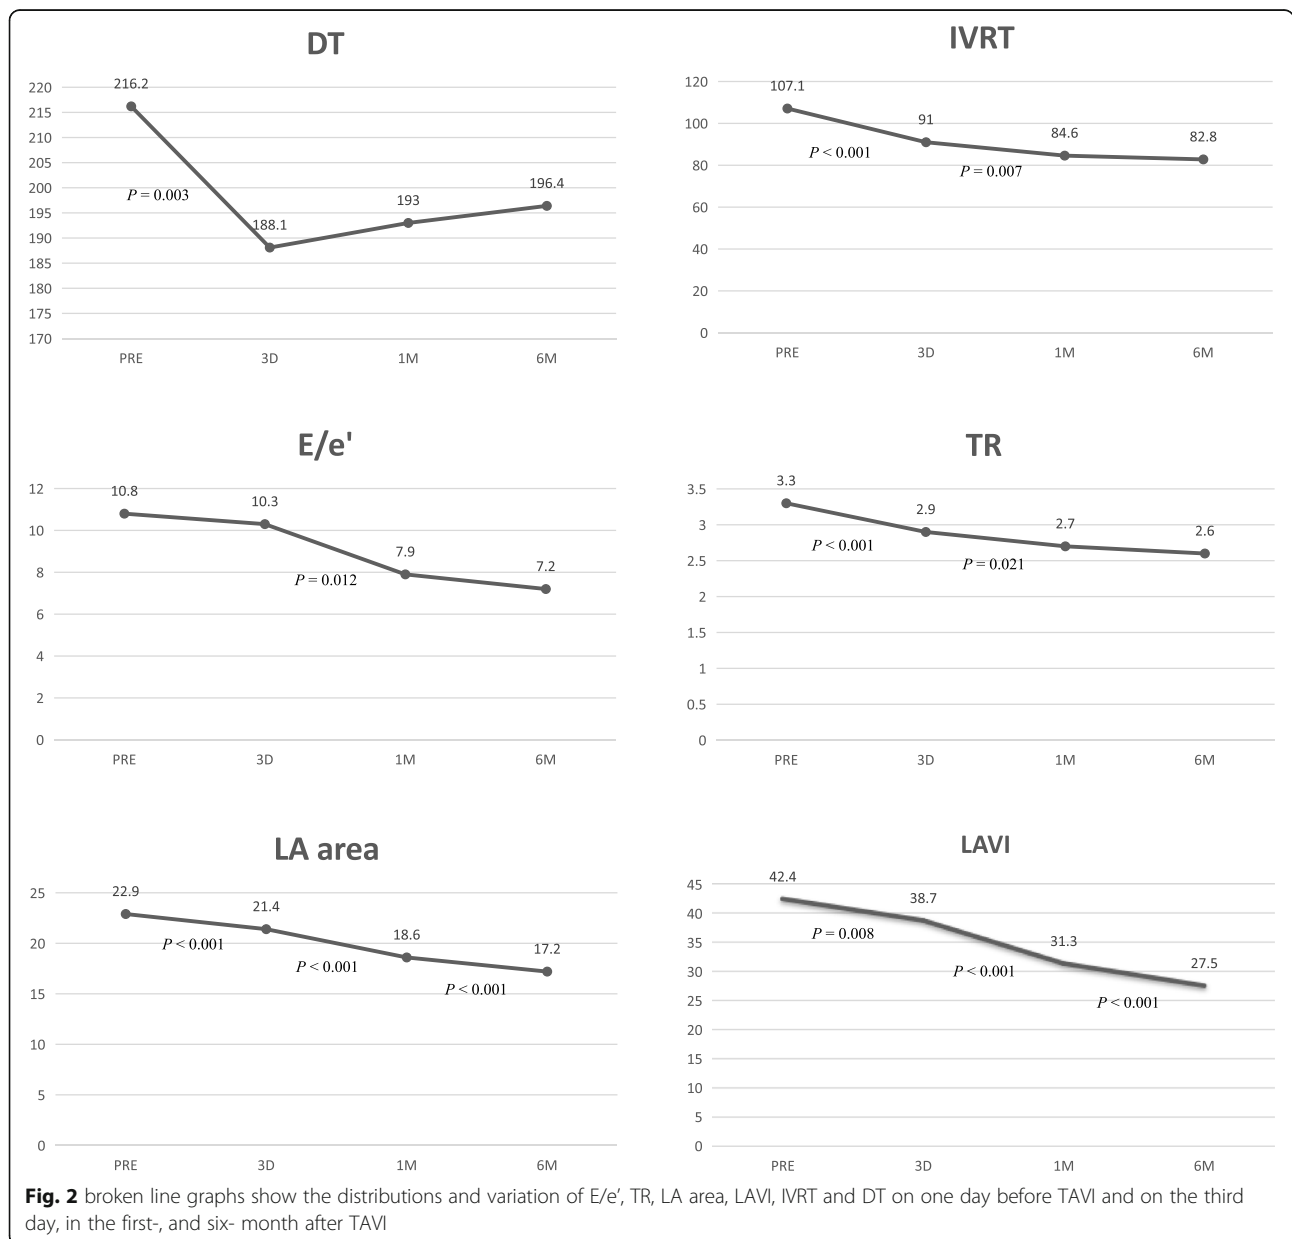 DT
216.2
220
215
210
205
200
195
190
185
180
175
170
P = 0.003
188.1
193
196.4
PRE 3D 1M 6M
IVRT
107.1
120
100
80
60
40
20
0
91
84.6
82.8
P < 0.001
P = 0.007
PRE 3D 1M 6M
E/e'
12
10
8
6
4
2
0
10.8
10.3
7.9
7.2
P = 0.012
PRE 3D 1M 6M
TR
3.5
3
2.5
2
1.5
1
0.5
0
3.3
2.9
2.7
2.6
P < 0.001
P = 0.021
PRE 3D 1M 6M
LA area
25
20
15
10
5
0
22.9
21.4
18.6
17.2
P < 0.001
P < 0.001
P < 0.001
PRE 3D 1M 6M
LAVI
45
40
35
30
25
20
15
10
5
0
42.4
38.7
31.3
27.5
P = 0.008
P < 0.001
P < 0.001
PRE 3D 1M 6M
Fig. 2 broken line graphs show the distributions and variation of E/e′, TR, LA area, LAVI, IVRT and DT on one day before TAVI and on the third
day, in the first-, and six- month after TAVI